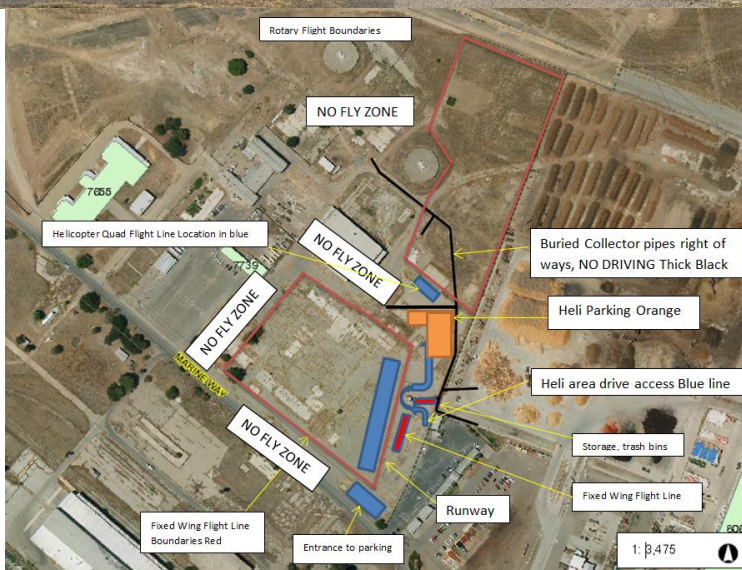 Rotary Flight Boundaries
NO FLY ZONE
7655
Helicopter Quad Flight Line Location in blue
7739
NO FLY ZONE
NO FLY ZONE
Buried Collector pipes right of
ways, NO DRIVING Thick Black
Heli Parking Orange
MARINE WAY
Heli area drive access Blue line
NO FLY ZONE
Storage, trash bins
Fixed Wing Flight Line
Runway
Fixed Wing Flight Line
Boundaries Red
Entrance to parking
1: 3,475